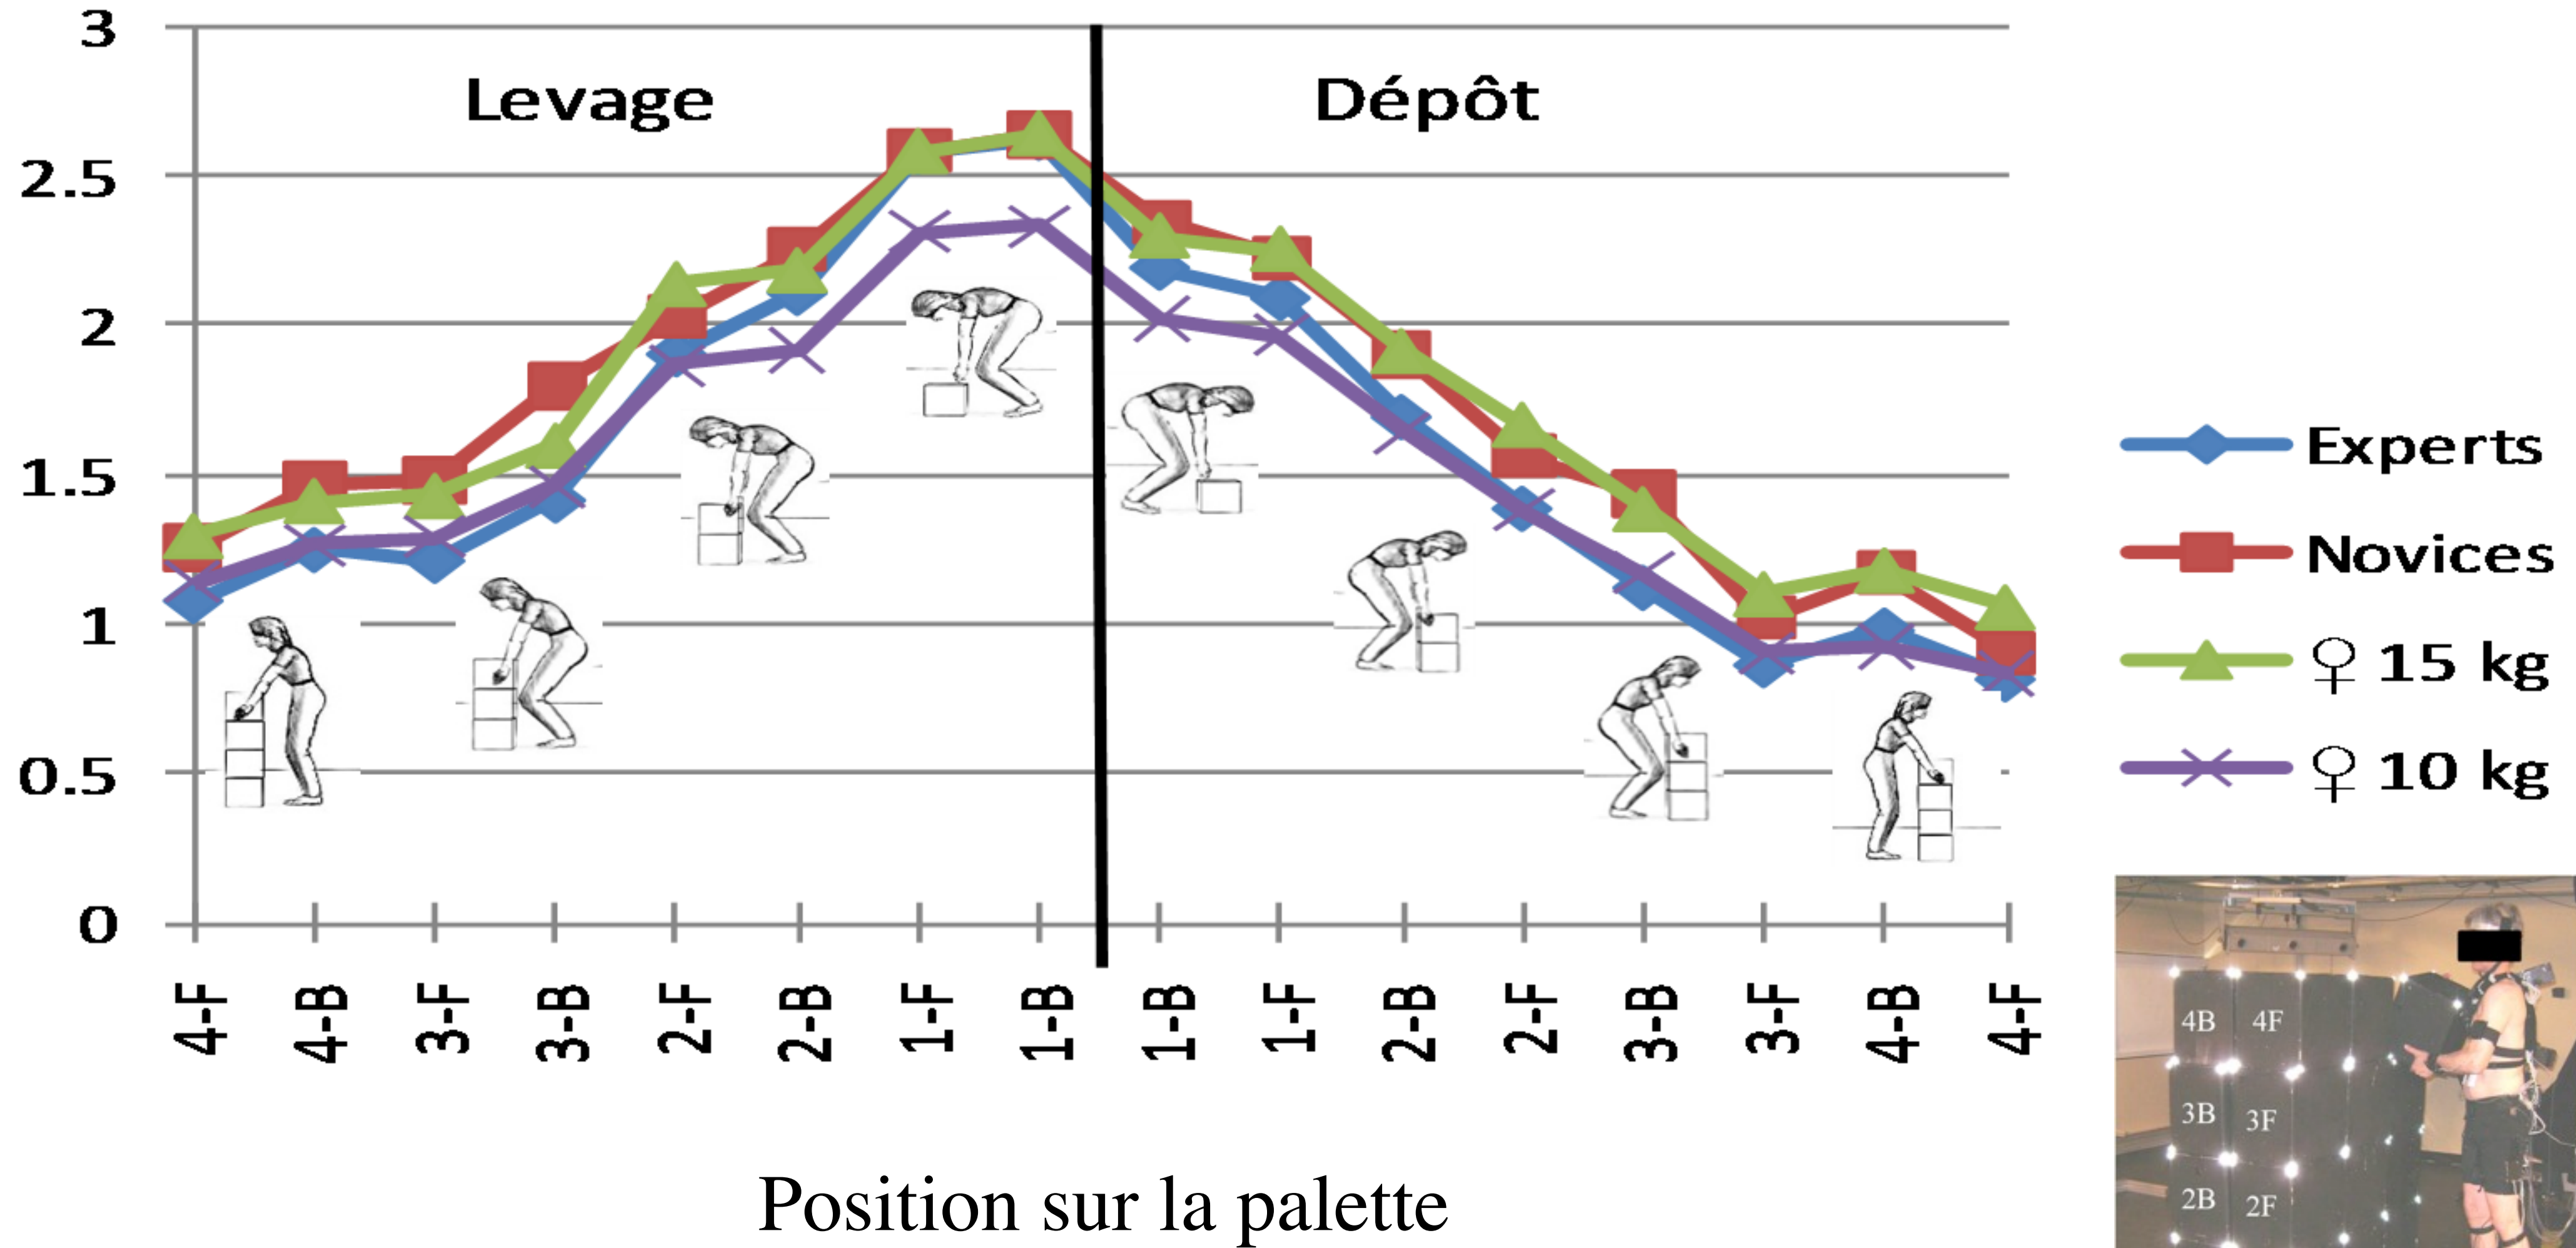 3
2.5
2
1.5
1
0.5
0
Levage
Dépôt
4-F
4-B
3-F
3-B
2-F
2-B
1-F
1-B
1-B
1-F
2-B
2-F
3-B
3-F
4-B
4-F
Position sur la palette
Experts
Novices
♀ 15 kg
♀ 10 kg
4B 4F
3B 3F
2B 2F